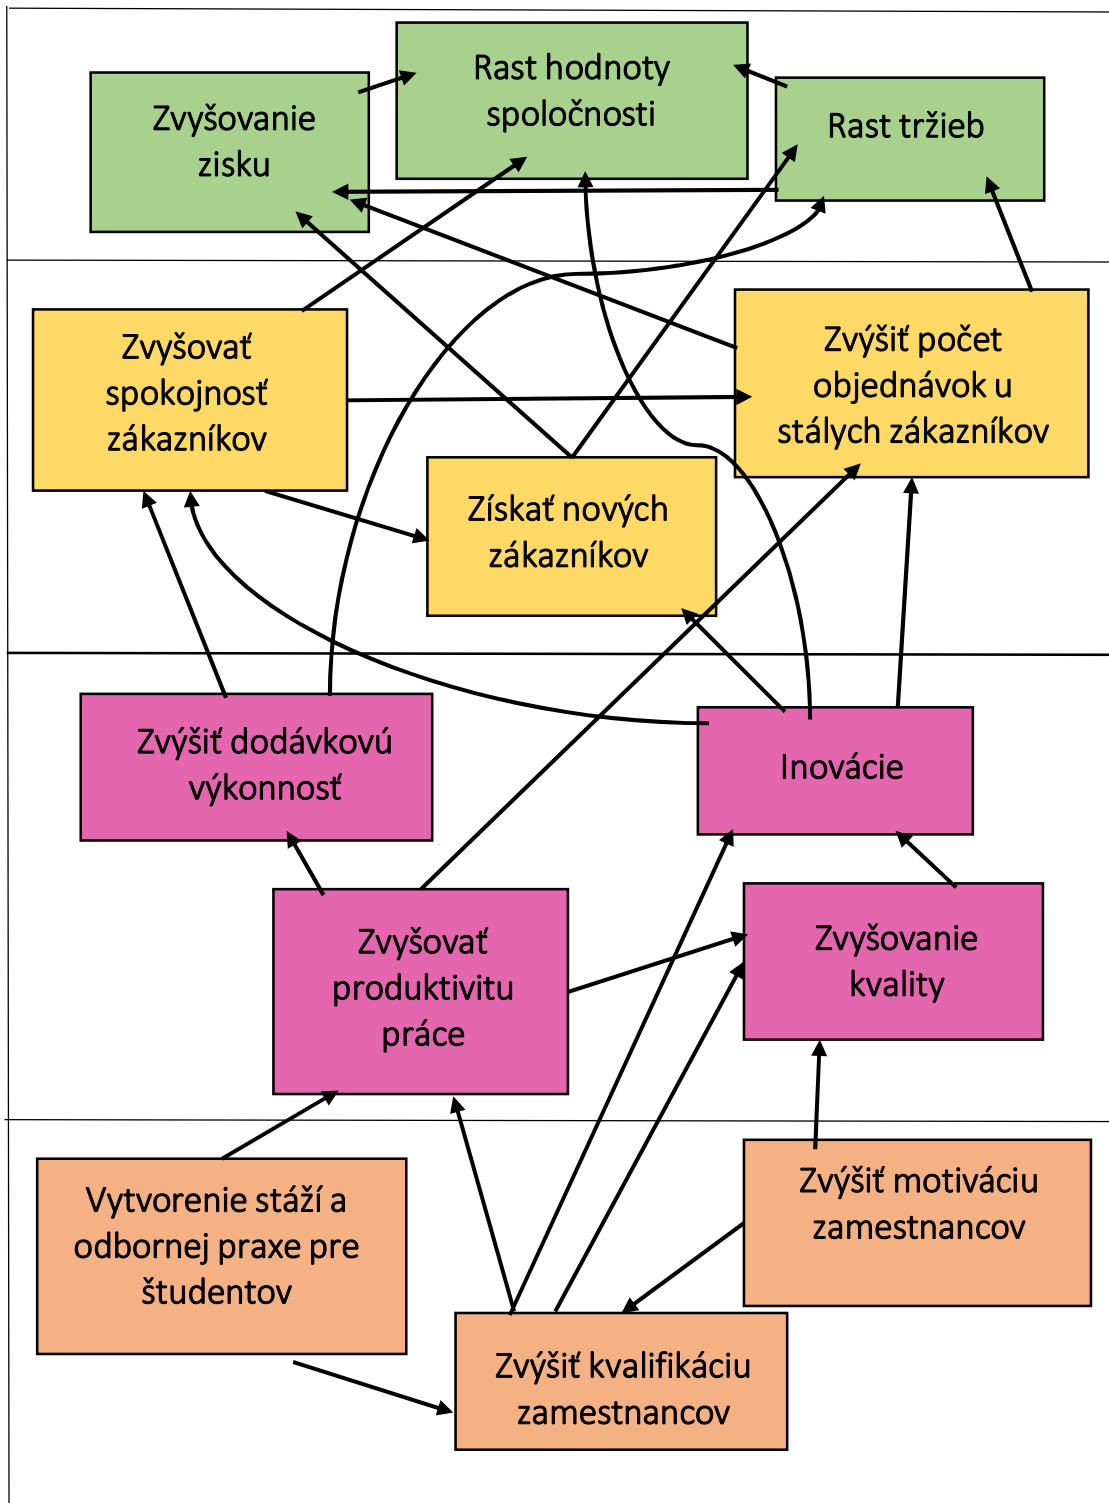 Zvyšovanie
zisku
Rast hodnoty
spoločnosti
Rast tržieb
Zvyšovať
spokojnosť
zákazníkov
Zvýšiť počet
objednávok u
stálych zákazníkov
Získať nových
zákazníkov
Zvýšiť dodávkovú
výkonnosť
Inovácie
Zvyšovať
produktivitu
práce
Zvyšovanie
kvality
Vytvorenie stáží a
odbornej praxe pre
študentov
Zvýšiť motiváciu
zamestnancov
Zvýšiť kvalifikáciu
zamestnancov